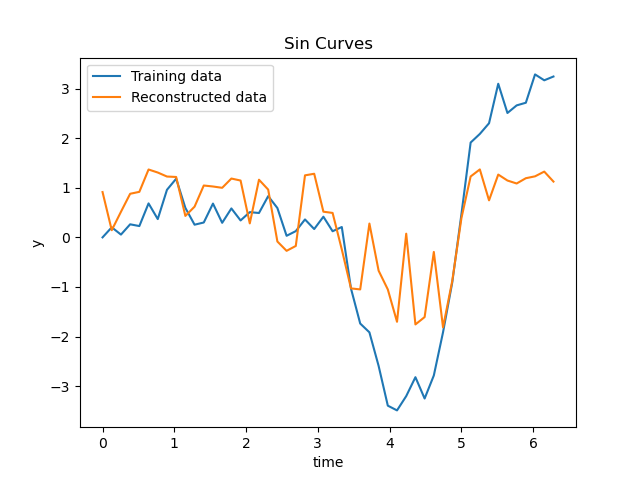 Sin Curves
Training data
Reconstructed data
3
2
1
0
−1
−2
−3
y
0 1 2 3 4 5 6
time